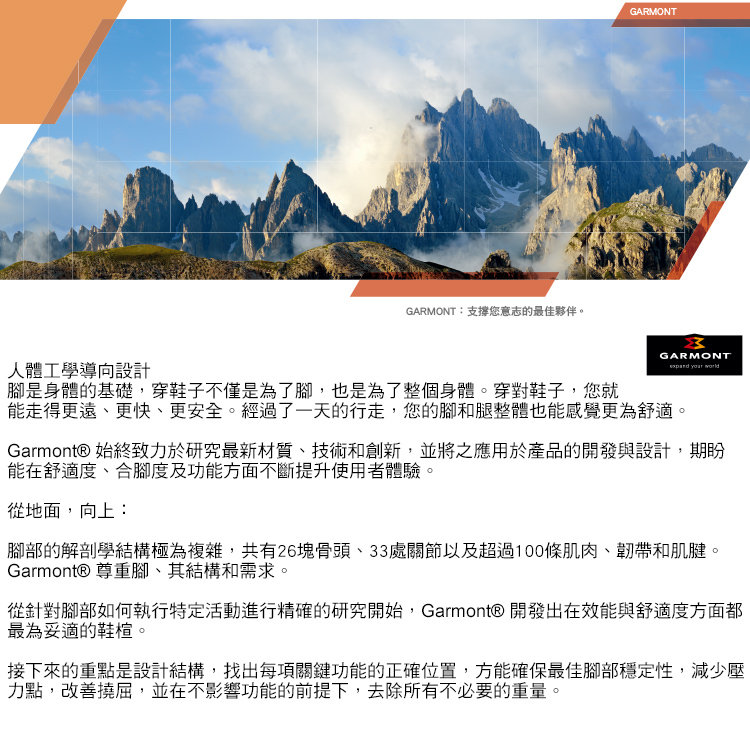 GARMONT
GARMONT：支撐您意志的最佳夥伴。
GARMONT
expand your world
人體工學導向設計
腳是身體的基礎，穿鞋子不僅是為了腳，也是為了整個身體。穿對鞋子，您就
能走得更遠、更快、更安全。經過了一天的行走，您的腳和腿整體也能感覺更為舒適。
Garmont® 始終致力於研究最新材質、技術和創新，並將之應用於產品的開發與設計，期盼
能在舒適度、合腳度及功能方面不斷提升使用者體驗。
從地面，向上：
腳部的解剖學結構極為複雜，共有26塊骨頭、33處關節以及超過100條肌肉、韌帶和肌腱。
Garmont® 尊重腳、其結構和需求。
從針對腳部如何執行特定活動進行精確的研究開始，Garmont® 開發出在效能與舒適度方面都
最為妥適的鞋楦。
接下來的重點是設計結構，找出每項關鍵功能的正確位置，方能確保最佳腳部穩定性，減少壓
力點，改善撓屈，並在不影響功能的前提下，去除所有不必要的重量。